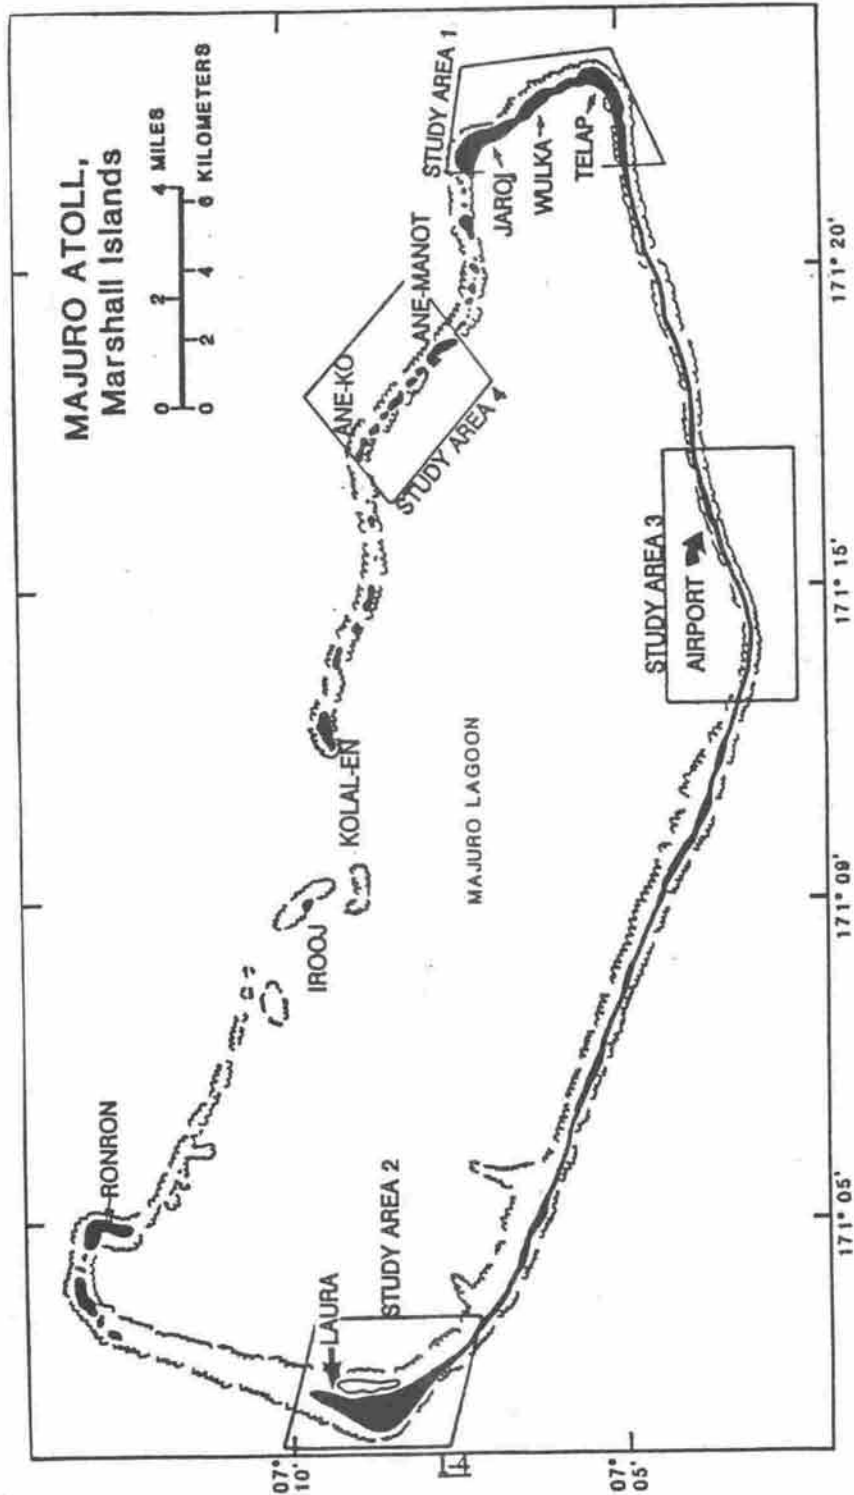 MAJURO ATOLL,
Marshall Islands
0 2 4 MILES
0 2 4 6 KILOMETERS
RONRON
IROOJ
KOLAL-EN
ANE-KO
ANE-MANOT
STUDY AREA 4
STUDY AREA 1
JAROJ
WULKA
TELAP
LAURA
STUDY AREA 2
MAJURO LAGOON
STUDY AREA 3
AIRPORT
07°
10'
07°
05'
171° 05'
171° 09'
171° 15'
171° 20'